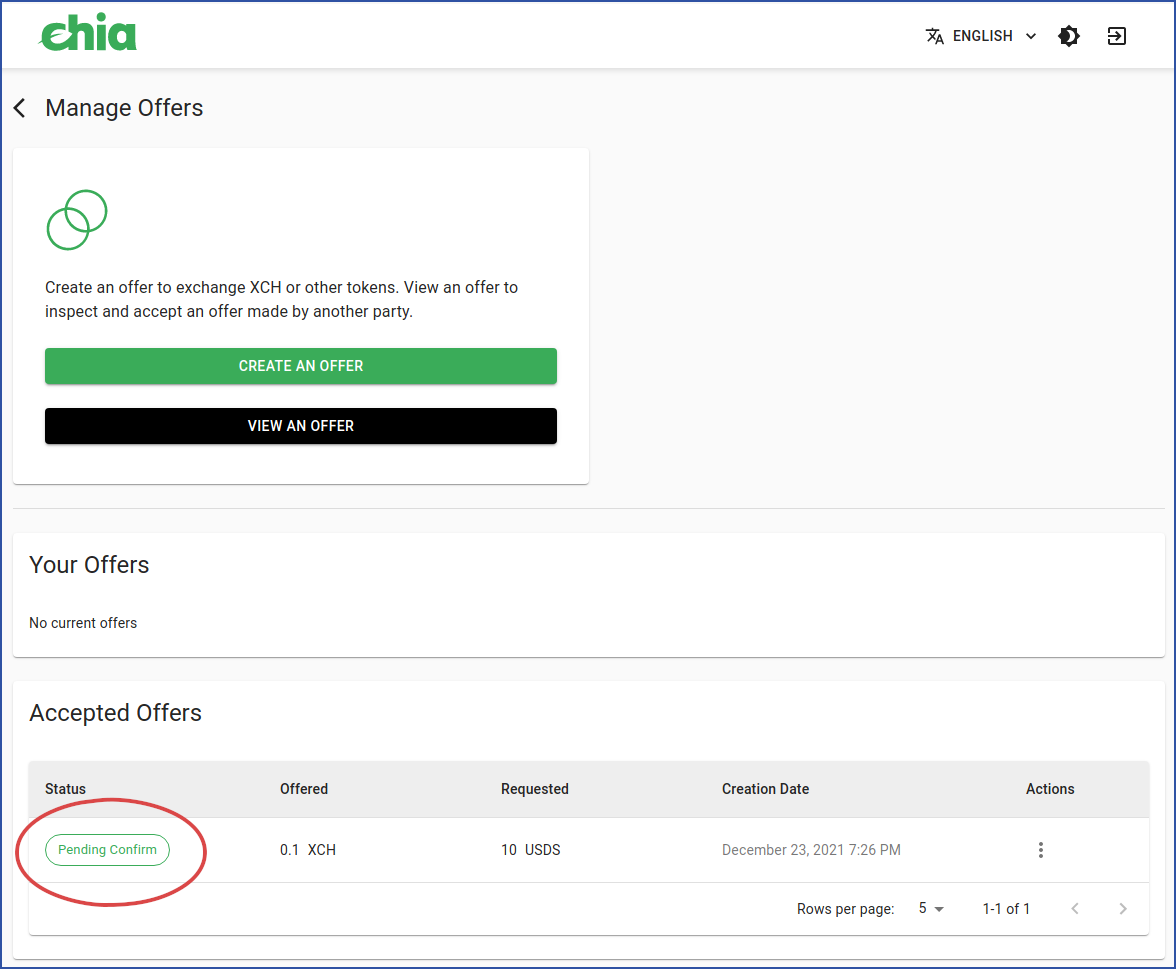 chia
ENGLISH
Manage Offers
Create an offer to exchange XCH or other tokens. View an offer to
inspect and accept an offer made by another party.
CREATE AN OFFER
VIEW AN OFFER
Your Offers
No current offers
Accepted Offers
Status Offered Requested Creation Date Actions
Pending Confirm 0.1 XCH 10 USDS December 23, 2021 7:26 PM
Rows per page: 5 1-1 of 1